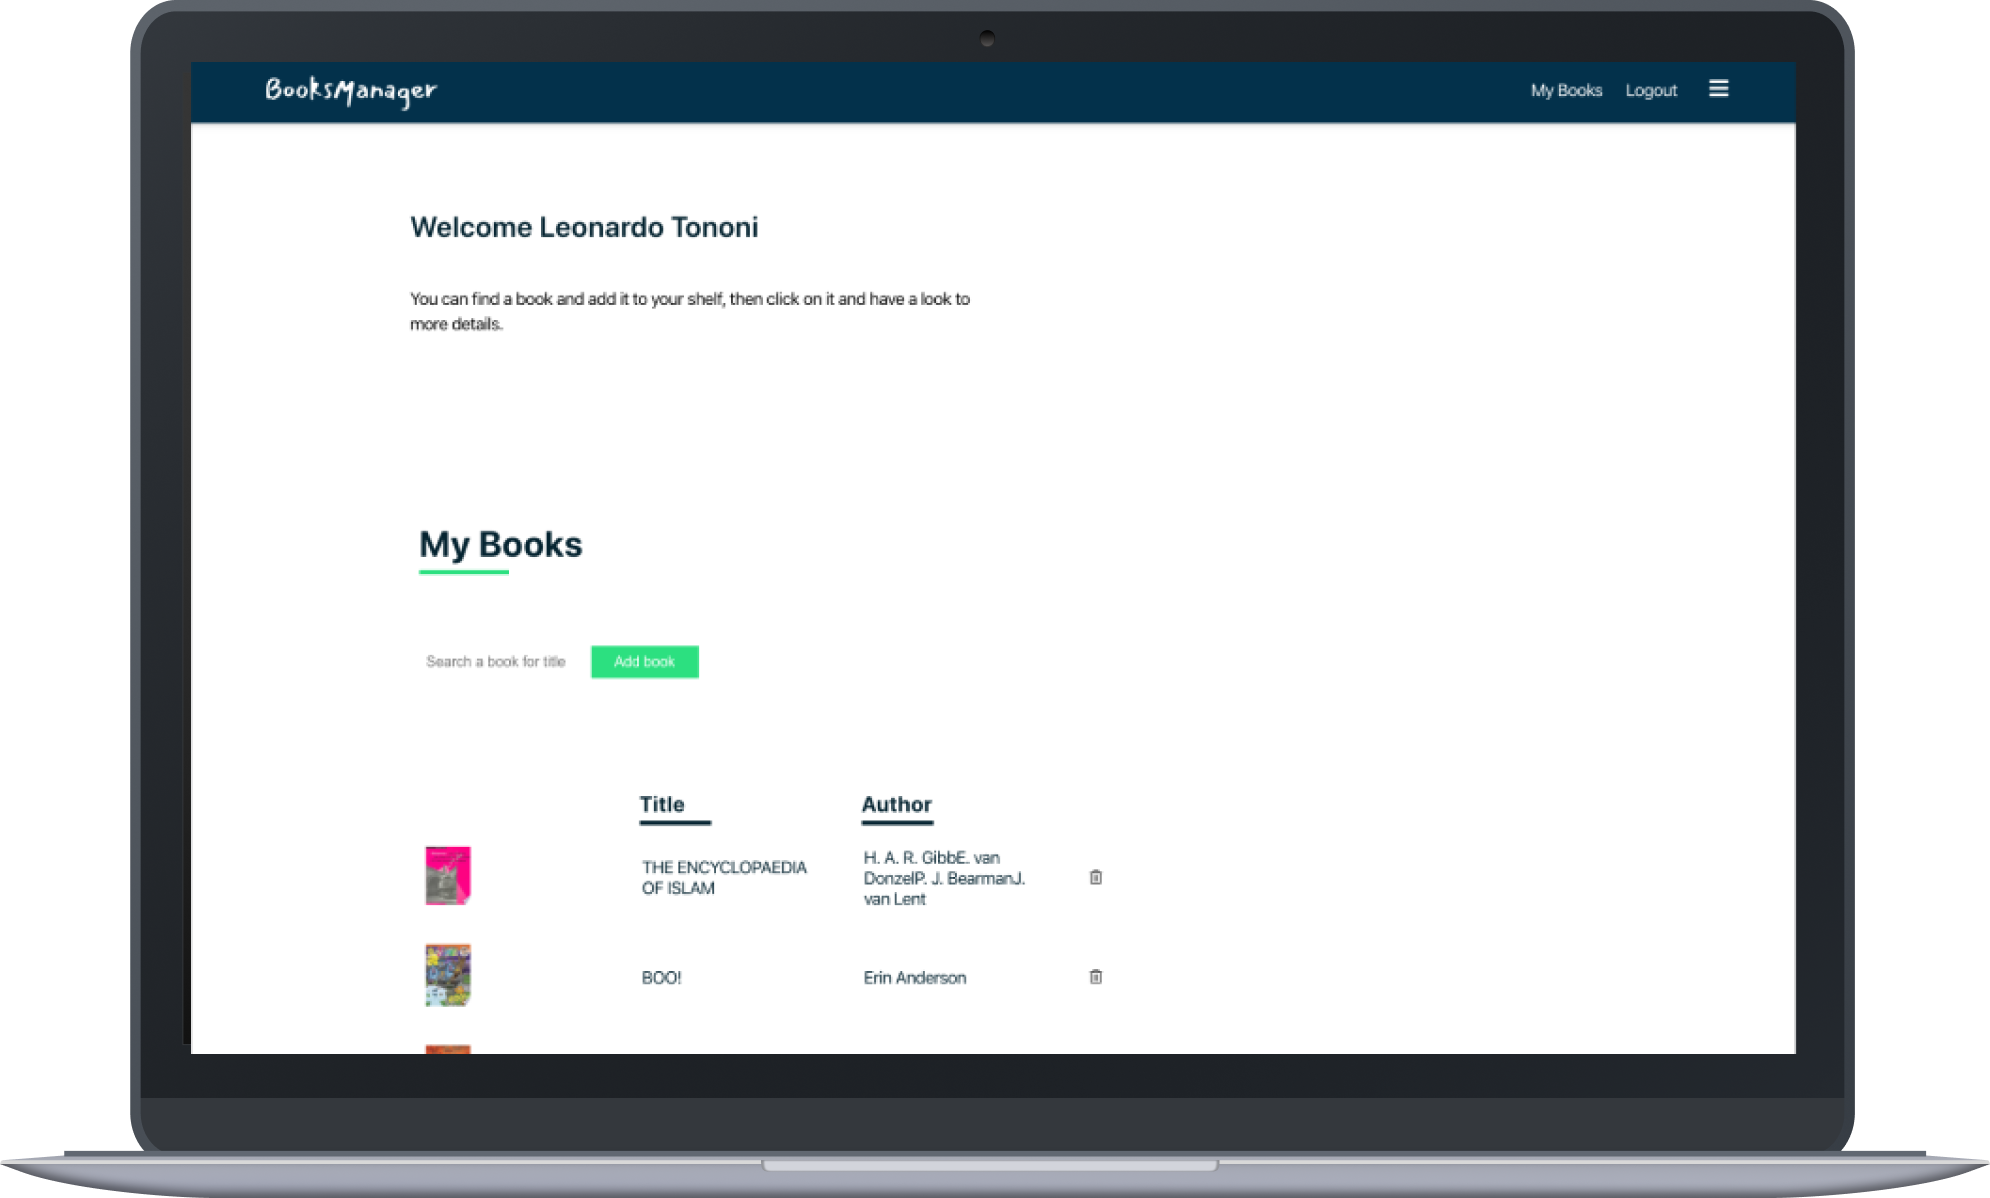 BooksManager
My Books Logout
Welcome Leonardo Tononi
You can find a book and add it to your shelf, then click on it and have a look to
more details.
My Books
Search a book for title Add book
Title Author
THE ENCYCLOPAEDIA
OF ISLAM
H. A. R. GibbE. van
DonzelP. J. BearmanJ.
van Lent
BOO! Erin Anderson